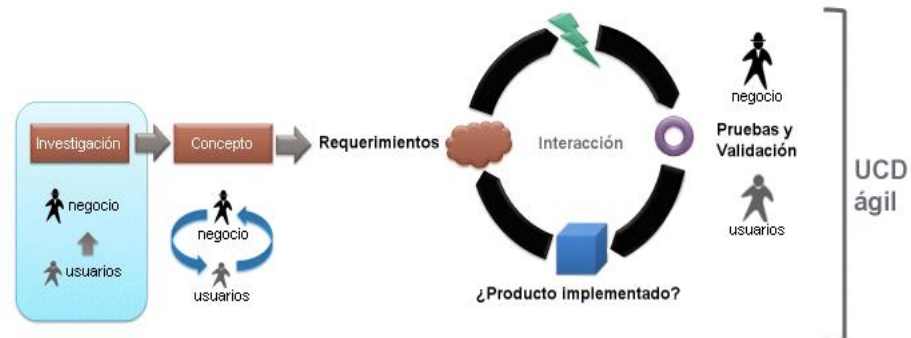 Investigación
negocio
usuarios
Concepto
negocio
usuarios
Requerimientos
Interacción
¿Producto implementado?
negocio
Pruebas y
Validación
usuarios
UCD
ágil